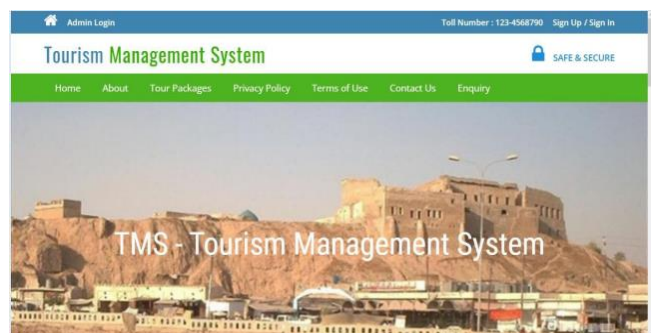 Admin Login Toll Number : 123-4568790 Sign Up / Sign In
Tourism Management System SAFE & SECURE
Home About Tour Packages Privacy Policy Terms of Use Contact Us Enquiry
TMS - Tourism Management System